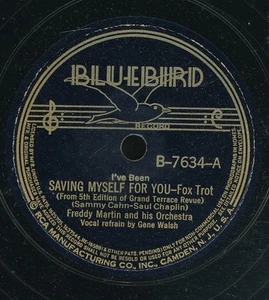 BLUEBIRD
RECORD
B-7634-A
I've Been
SAVING MYSELF FOR YOU-Fox Trot
(From 5th Edition of Grand Terrace Revue)
(Sammy Cahn-Saul Chaplin)
Freddy Martin and his Orchestra
Vocal refrain by Gene Walsh
RCA MANUFACTURING CO., INC., CAMDEN, N. J., U. S. A.